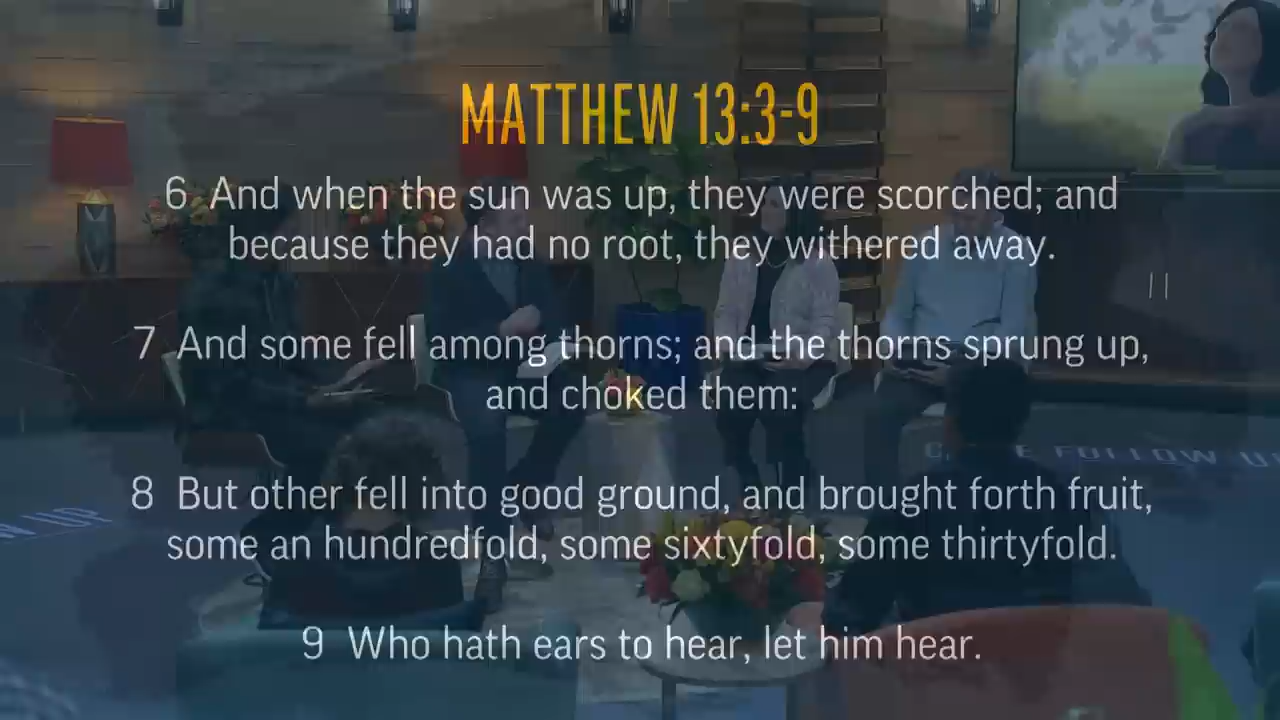 MATTHEW 13:3-9
6 And when the sun was up, they were scorched; and
because they had no root, they withered away.
7 And some fell among thorns; and the thorns sprung up,
and choked them:
8 But other fell into good ground, and brought forth fruit,
some an hundredfold, some sixtyfold, some thirtyfold.
9 Who hath ears to hear, let him hear.
FOLLOW
UP